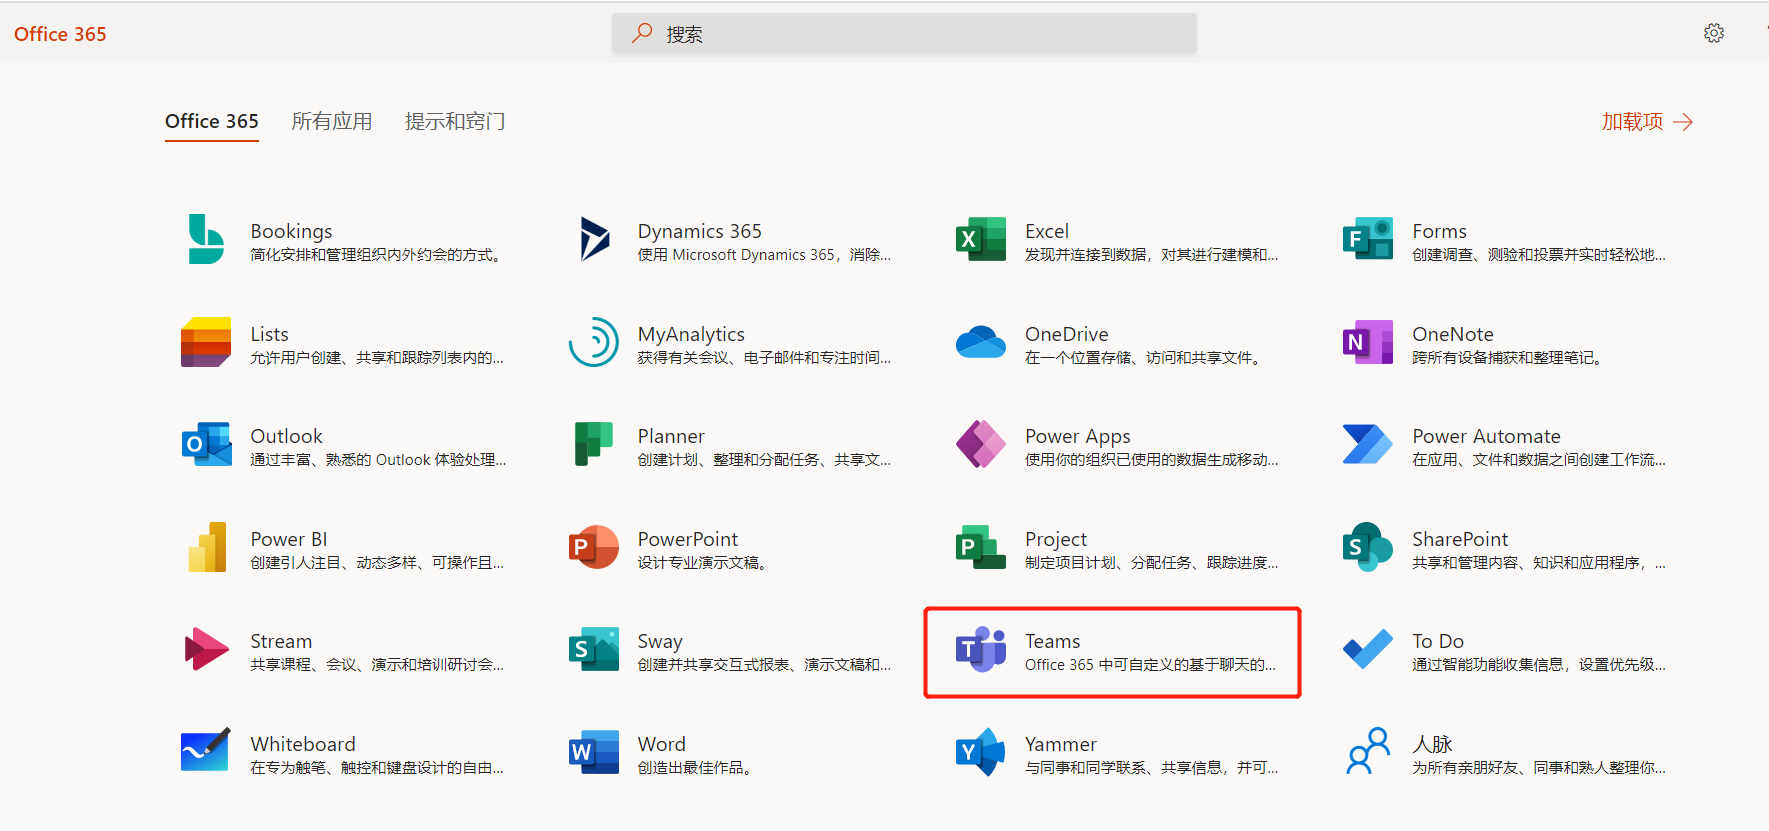 Office 365
搜索
Office 365 所有应用 提示和窍门 加载项
Bookings
简化安排和管理组织内外约会的方式。
Dynamics 365
使用 Microsoft Dynamics 365，消除...
Excel
发现并连接到数据，对其进行建模和...
Forms
创建调查、测验和投票并实时轻松地...
Lists
允许用户创建、共享和跟踪列表内的...
MyAnalytics
获得有关会议、电子邮件和专注时间...
OneDrive
在一个位置存储、访问和共享文件。
OneNote
跨所有设备捕获和整理笔记。
Outlook
通过丰富、熟悉的 Outlook 体验处理...
Planner
创建计划、整理和分配任务、共享文...
Power Apps
使用你的组织已使用的数据生成移动...
Power Automate
在应用、文件和数据之间创建工作流...
Power BI
创建引人注目、动态多样、可操作且...
PowerPoint
设计专业演示文稿。
Project
制定项目计划、分配任务、跟踪进度...
SharePoint
共享和管理内容、知识和应用程序，...
Stream
共享课程、会议、演示和培训研讨会...
Sway
创建并共享交互式报表、演示文稿和...
Teams
Office 365 中可自定义的基于聊天的...
To Do
通过智能功能收集信息，设置优先级...
Whiteboard
在专为触笔、触控和键盘设计的自由...
Word
创造出最佳作品。
Yammer
与同事和同学联系、共享信息，并可...
人脉
为所有亲朋好友、同事和熟人整理你...